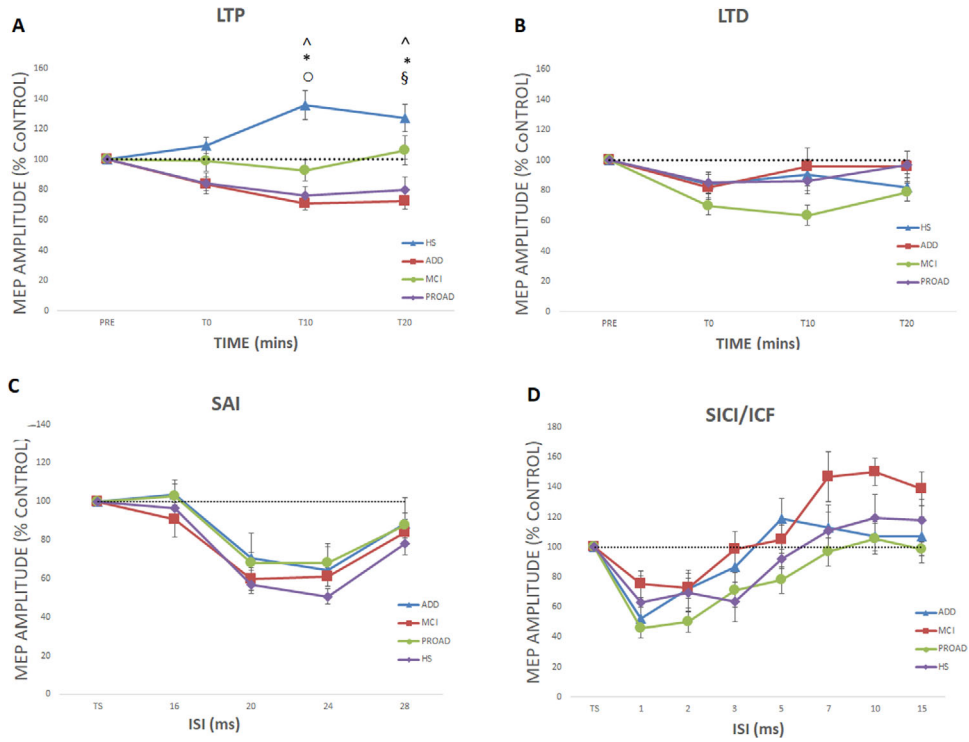 A
LTP
^
^
*
*
○
§
MEP AMPLITUDE (% CoNTROL)
160
140
120
100
80
60
40
20
0
HS
ADD
MCI
PROAD
PRE
T0
T10
T20
TIME (mins)
B
LTD
MEP AMPLITUDE (% CoNTROL)
160
140
120
100
80
60
40
20
0
HS
ADD
MCI
PROAD
PRE
T0
T10
T20
TIME (mins)
C
SAI
MEP AMPLITUDE (% CoNTROL)
140
120
100
80
60
40
20
0
ADD
MCI
PROAD
HS
TS
16
20
24
28
ISI (ms)
D
SICI/ICF
MEP AMPLITUDE (% CoNTROL)
180
160
140
120
100
80
60
40
20
0
ADD
MCI
PROAD
HS
TS
1
2
3
5
7
10
15
ISI (ms)